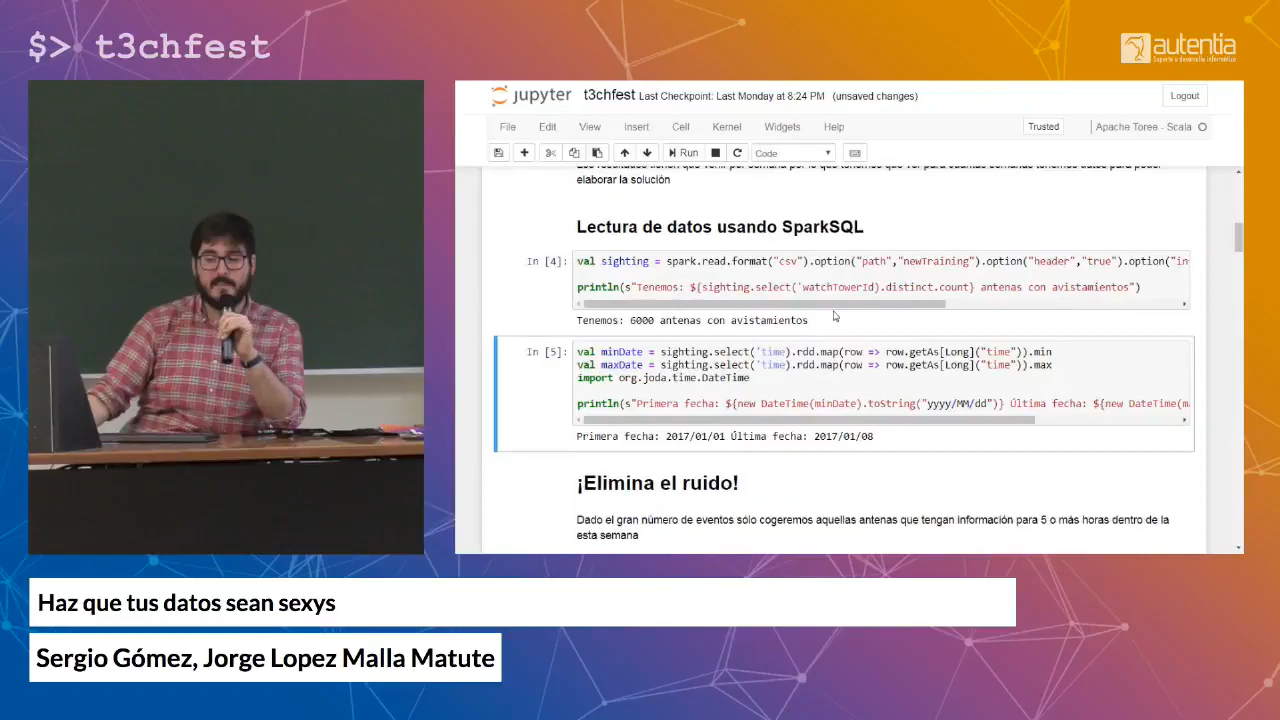 $> t3chfest
autentia
Soporte a desarrollo informático
jupyter t3chfest Last Checkpoint: Last Monday at 8:24 PM (unsaved changes)
Logout
File Edit View Insert Cell Kernel Widgets Help
Trusted
Apache Toree - Scala
Run
Code
elaborar la solución
Lectura de datos usando SparkSQL
In [4]: val sighting = spark.read.format("csv").option("path","newTraining").option("header","true").option("in
println(s"Tenemos: ${sighting.select('watchTowerId).distinct.count} antenas con avistamientos")
Tenemos: 6000 antenas con avistamientos
In [5]: val minDate = sighting.select('time).rdd.map(row => row.getAs[Long]("time")).min
val maxDate = sighting.select('time).rdd.map(row => row.getAs[Long]("time")).max
import org.joda.time.DateTime
println(s"Primera fecha: ${new DateTime(minDate).toString("yyyy/MM/dd")} Última fecha: ${new DateTime(m
Primera fecha: 2017/01/01 Última fecha: 2017/01/08
¡Elimina el ruido!
Dado el gran número de eventos sólo cogeremos aquellas antenas que tengan información para 5 o más horas dentro de la
esta semana
Haz que tus datos sean sexys
Sergio Gómez, Jorge Lopez Malla Matute